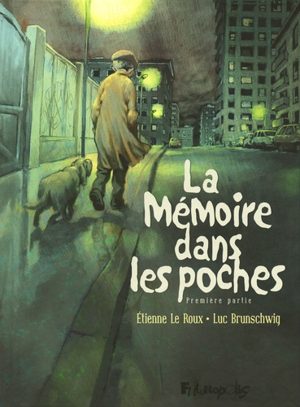 La
Mémoire
dans
les poches
Première partie
Étienne Le Roux • Luc Brunschwig
Futuropolis